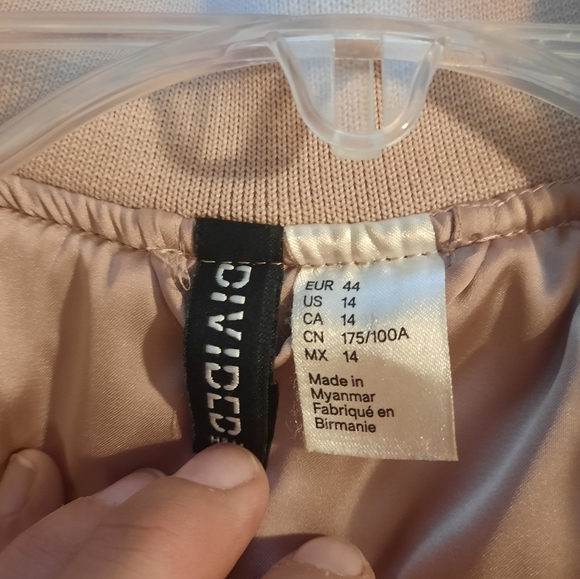 DIVIDED
EUR 44
US 14
CA 14
CN 175/100A
MX 14
Made in
Myanmar
Fabriqué en
Birmanie